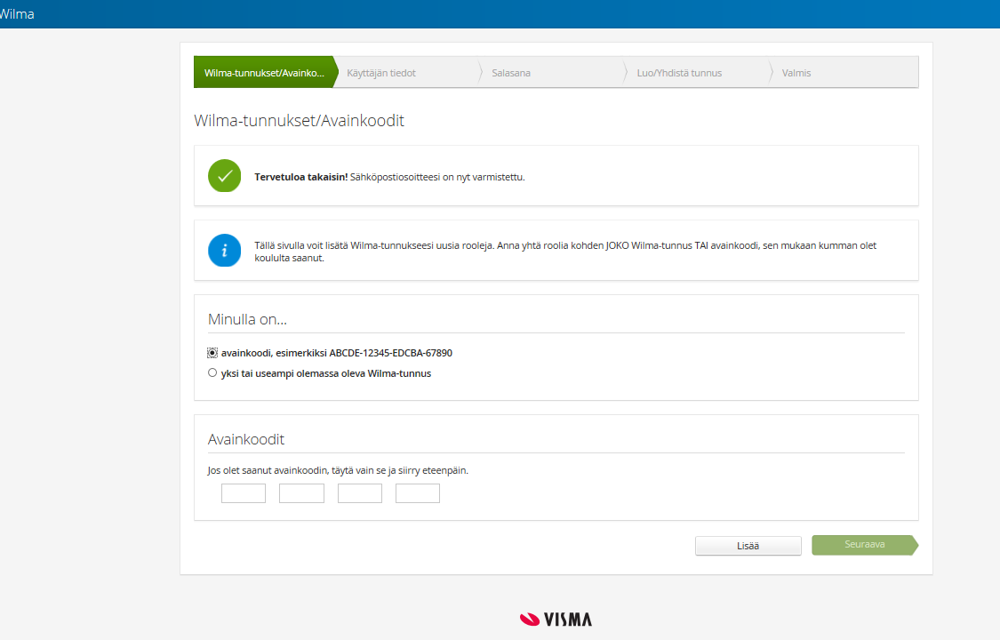 Wilma
Wilma-tunnukset/Avainko...
Käyttäjän tiedot
Salasana
Luo/Yhdistä tunnus
Valmis
Wilma-tunnukset/Avainkoodit
Tervetuloa takaisin! Sähköpostiosoitteesi on nyt varmistettu.
Tällä sivulla voit lisätä Wilma-tunnukseesi uusia rooleja. Anna yhtä roolia kohden JOKO Wilma-tunnus TAI avainkoodi, sen mukaan kumman olet
koululta saanut.
Minulla on...
avainkoodi, esimerkiksi ABCDE-12345-EDCBA-67890
yksi tai useampi olemassa oleva Wilma-tunnus
Avainkoodit
Jos olet saanut avainkoodin, täytä vain se ja siirry eteenpäin.
Lisää
Seuraava
VISMA